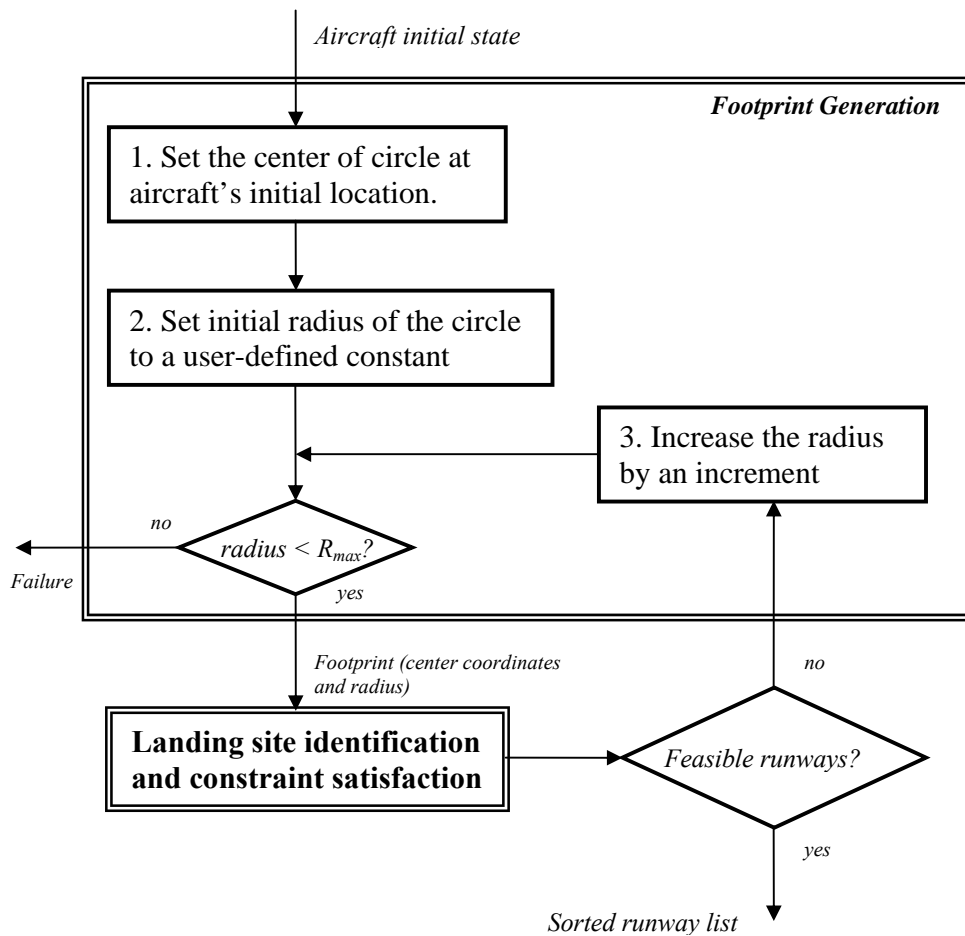 Aircraft initial state
Footprint Generation
1. Set the center of circle at
aircraft’s initial location.
2. Set initial radius of the circle
to a user-defined constant
3. Increase the radius
by an increment
no
radius < Rmax?
Failure
yes
Footprint (center coordinates
and radius)
no
Landing site identification
and constraint satisfaction
Feasible runways?
yes
Sorted runway list